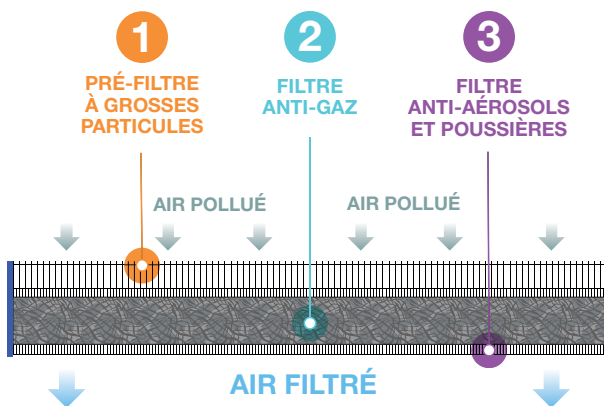 1
PRÉ-FILTRE
À GROSSES
PARTICULES
2
FILTRE
ANTI-GAZ
3
FILTRE
ANTI-AÉROSOLS
ET POUSSIÈRES
AIR POLLUÉ
AIR POLLUÉ
AIR FILTRÉ